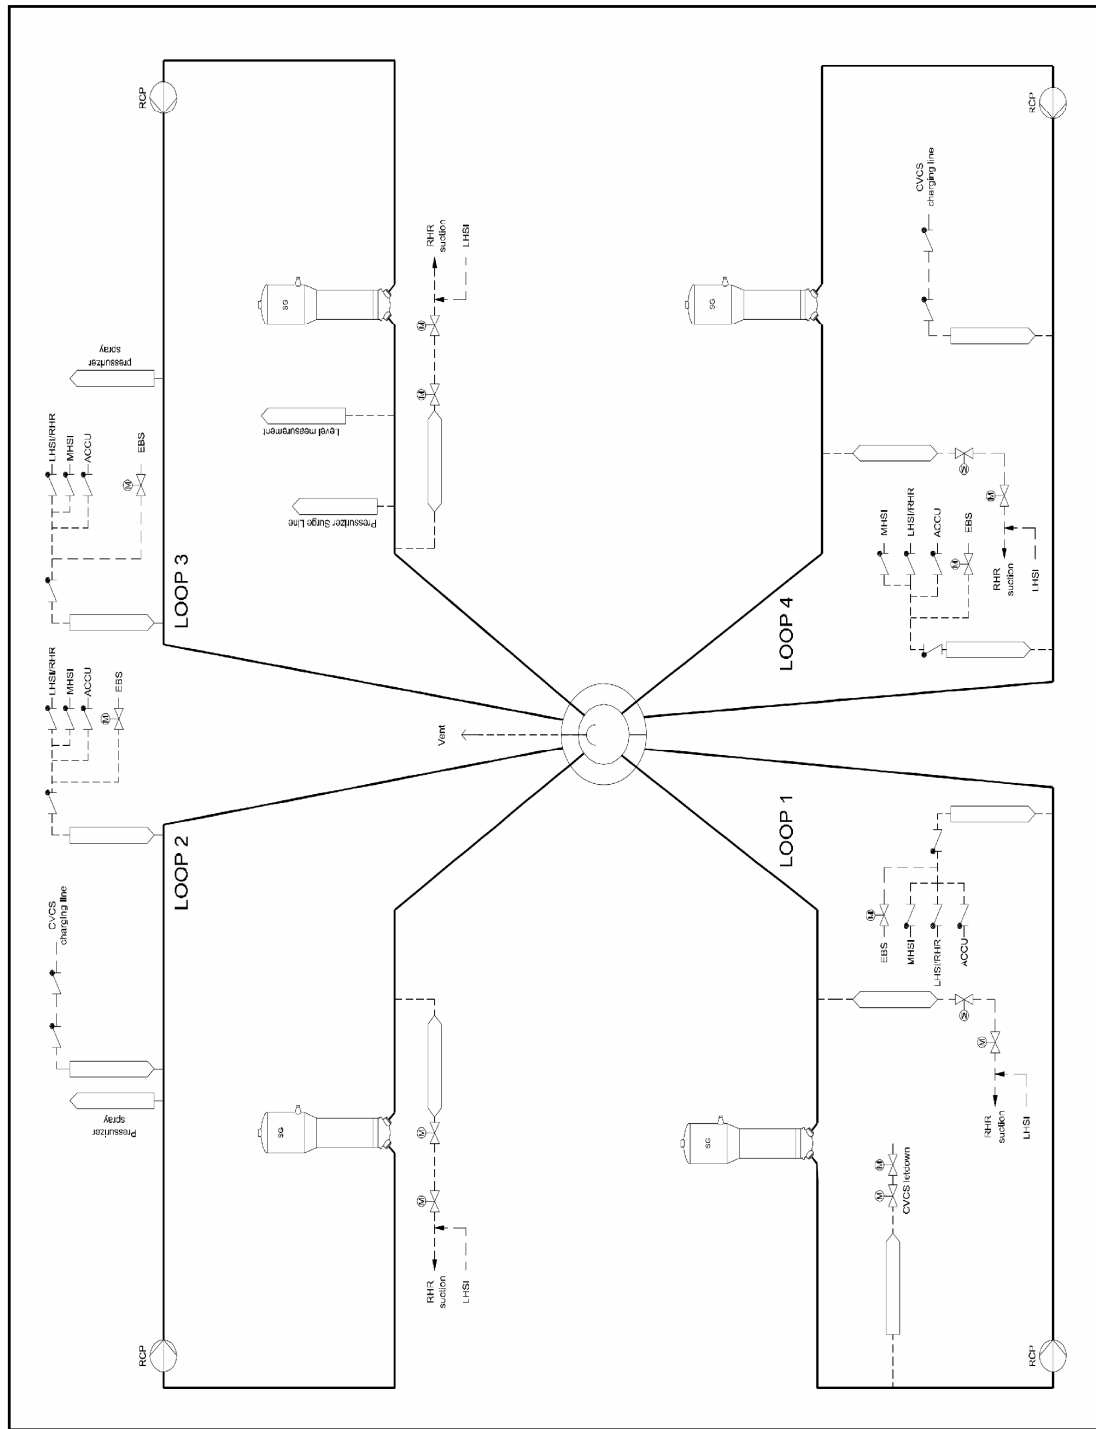 RCP
RCP
pressurizer
spray
SG
RHR
suction
LHSI
SG
CVCS
charging line
Level measurement
Pressurizer Surge Line
LHSI/RHR
MHSI
ACCU
EBS
LOOP 3
MHSI
LHSI/RHR
ACCU
EBS
RHR
suction
LHSI
LOOP 4
LHSI/RHR
MHSI
ACCU
EBS
Vent
LOOP 2
LOOP 1
CVCS
charging line
EBS
MHSI
LHSI/RHR
ACCU
Pressurizer
spray
SG
RHR
suction
LHSI
SG
RHR
suction
LHSI
CVCS letdown
RCP
RCP
M
M
M
M
M
M
M
M
M
M
M
M
M
M